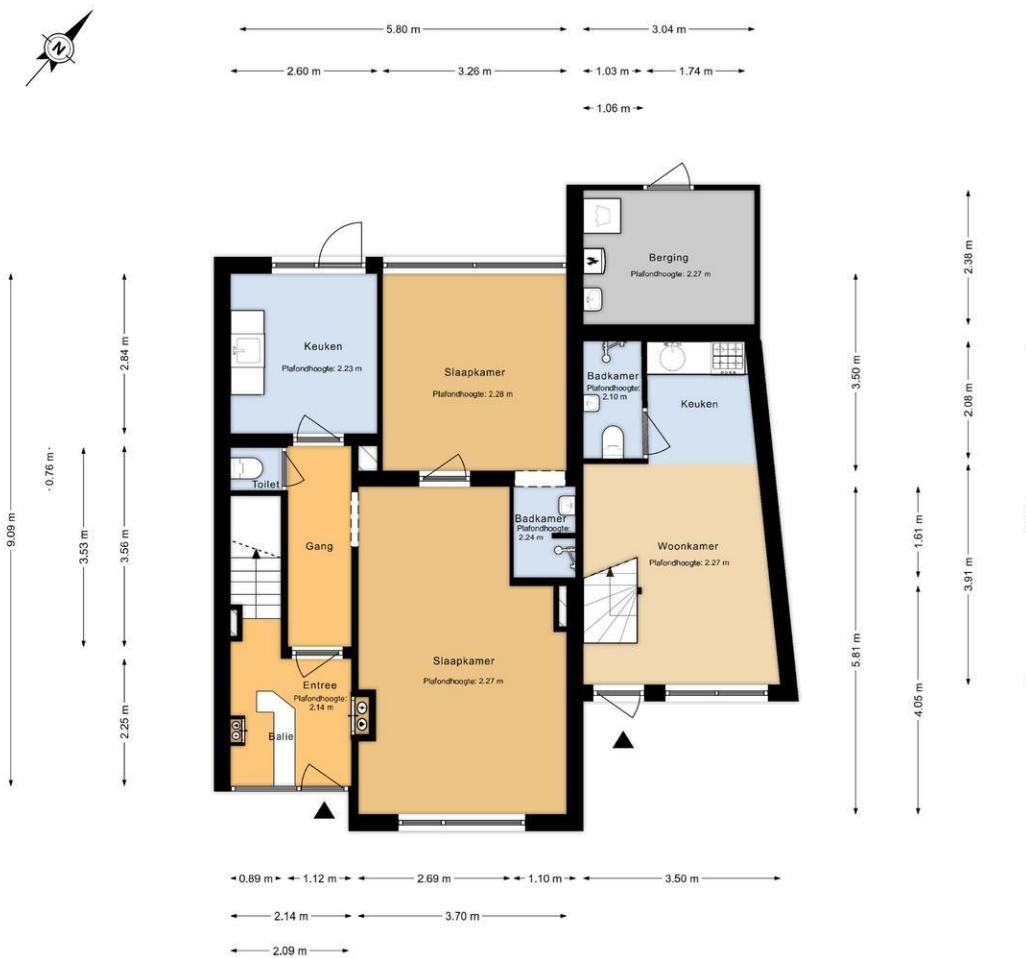 N
5.80 m
3.04 m
2.60 m
3.26 m
1.03 m
1.74 m
1.06 m
Berging
Plafondhoogte: 2.27 m
2.38 m
Keuken
Plafondhoogte: 2.23 m
Slaapkamer
Plafondhoogte: 2.28 m
Badkamer
Plafondhoogte:
2.10 m
Keuken
2.84 m
3.50 m
2.08 m
0.76 m
9.09 m
3.53 m
3.56 m
Toilet
Gang
Badkamer
Plafondhoogte:
2.24 m
Woonkamer
Plafondhoogte: 2.27 m
1.61 m
3.91 m
5.81 m
4.05 m
Slaapkamer
Plafondhoogte: 2.27 m
Entree
Plafondhoogte:
2.14 m
Balie
2.25 m
0.89 m
1.12 m
2.69 m
1.10 m
3.50 m
2.14 m
3.70 m
2.09 m